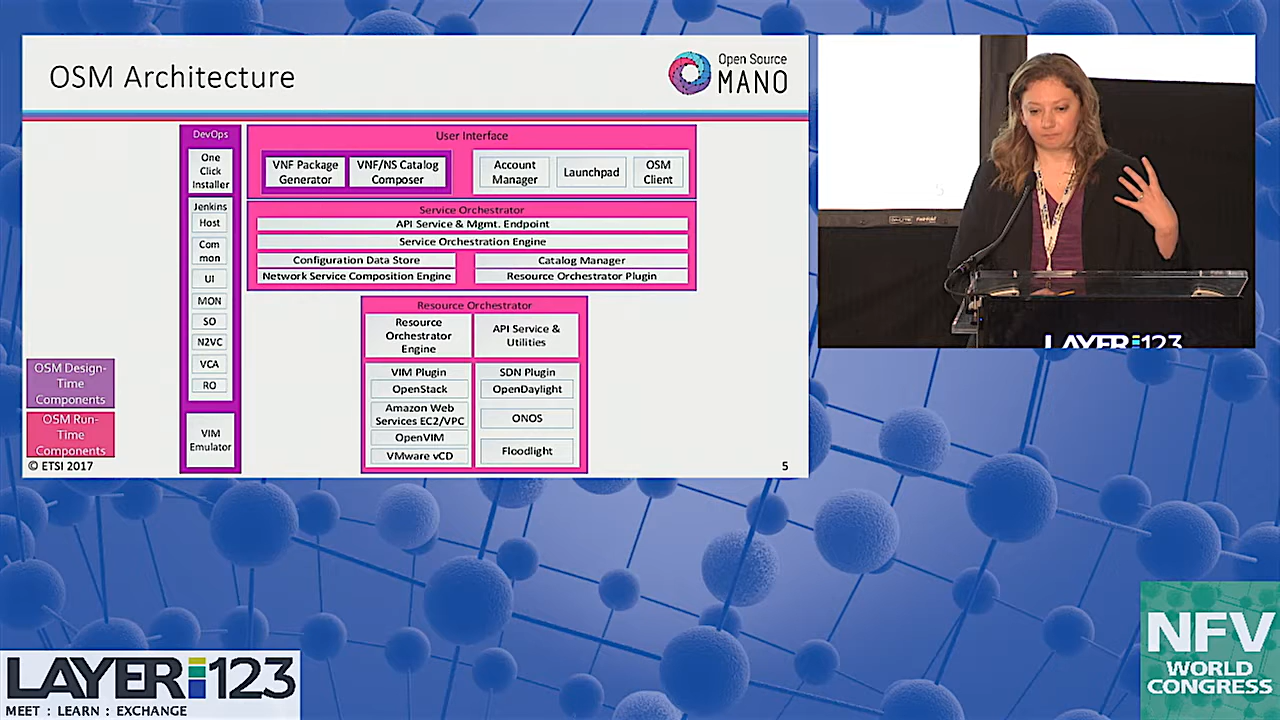 OSM Architecture
Open Source
MANO
DevOps
One
Click
Installer
Jenkins
Host
Com
mon
UI
MON
SO
N2VC
VCA
RO
VIM
Emulator
User Interface
VNF Package
Generator
VNF/NS Catalog
Composer
Account
Manager
Launchpad
OSM
Client
Service Orchestrator
API Service & Mgmt. Endpoint
Service Orchestration Engine
Configuration Data Store
Catalog Manager
Network Service Composition Engine
Resource Orchestrator Plugin
Resource Orchestrator
Resource
Orchestrator
Engine
API Service &
Utilities
VIM Plugin
OpenStack
Amazon Web
Services EC2/VPC
OpenVIM
VMware vCD
SDN Plugin
OpenDaylight
ONOS
Floodlight
OSM Design-
Time
Components
OSM Run-
Time
Components
© ETSI 2017
5
LAYER123
LAYER123
MEET : LEARN : EXCHANGE
NFV
WORLD
CONGRESS